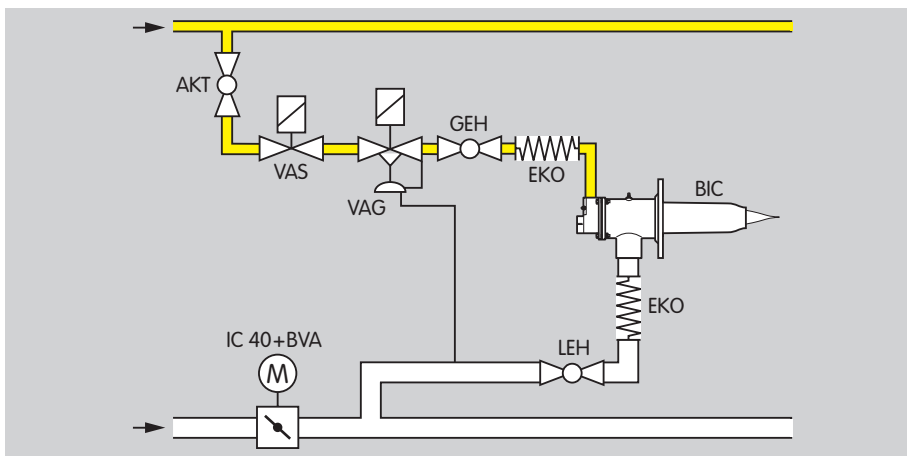 AKT
GEH
VAS
EKO
BIC
VAG
EKO
IC 40+BVA
LEH
M